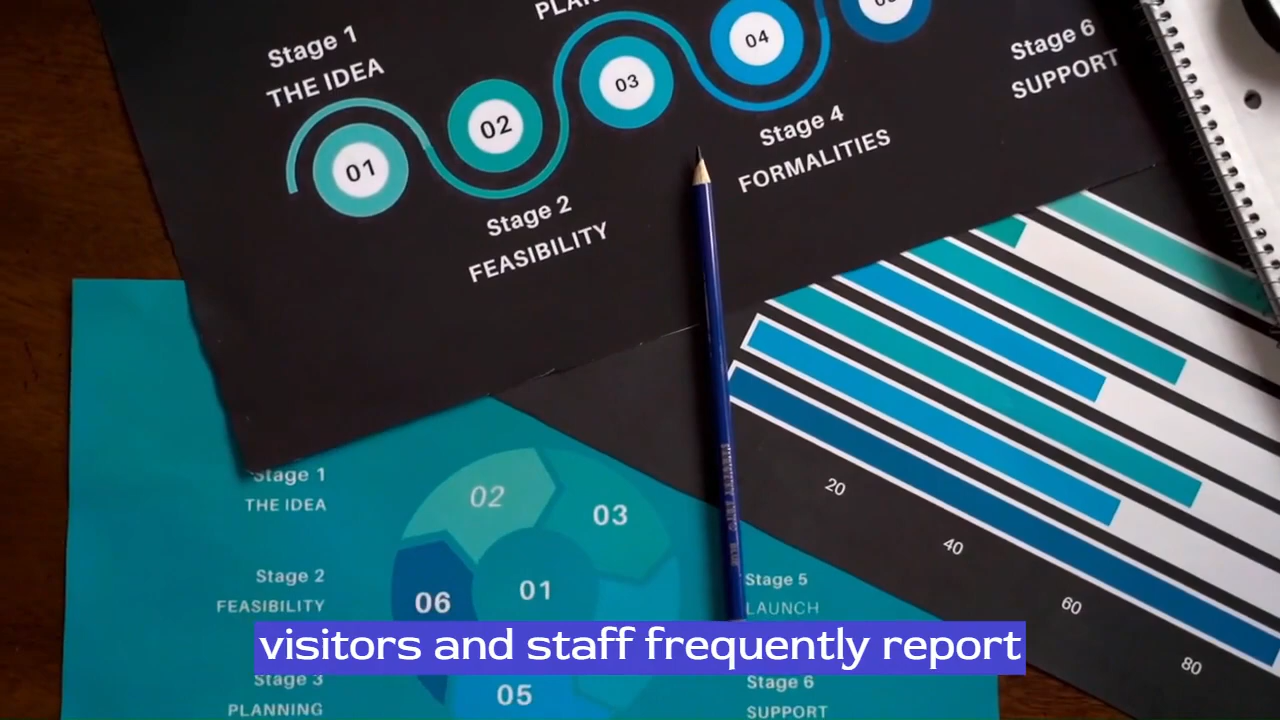 Stage 1
THE IDEA
01
02
Stage 2
FEASIBILITY
03
04
Stage 4
FORMALITIES
Stage 6
SUPPORT
Stage 1
THE IDEA
Stage 2
FEASIBILITY
Stage 3
PLANNING
02
03
01
06
05
Stage 5
LAUNCH
Stage 6
SUPPORT
20
40
60
80
visitors and staff frequently report